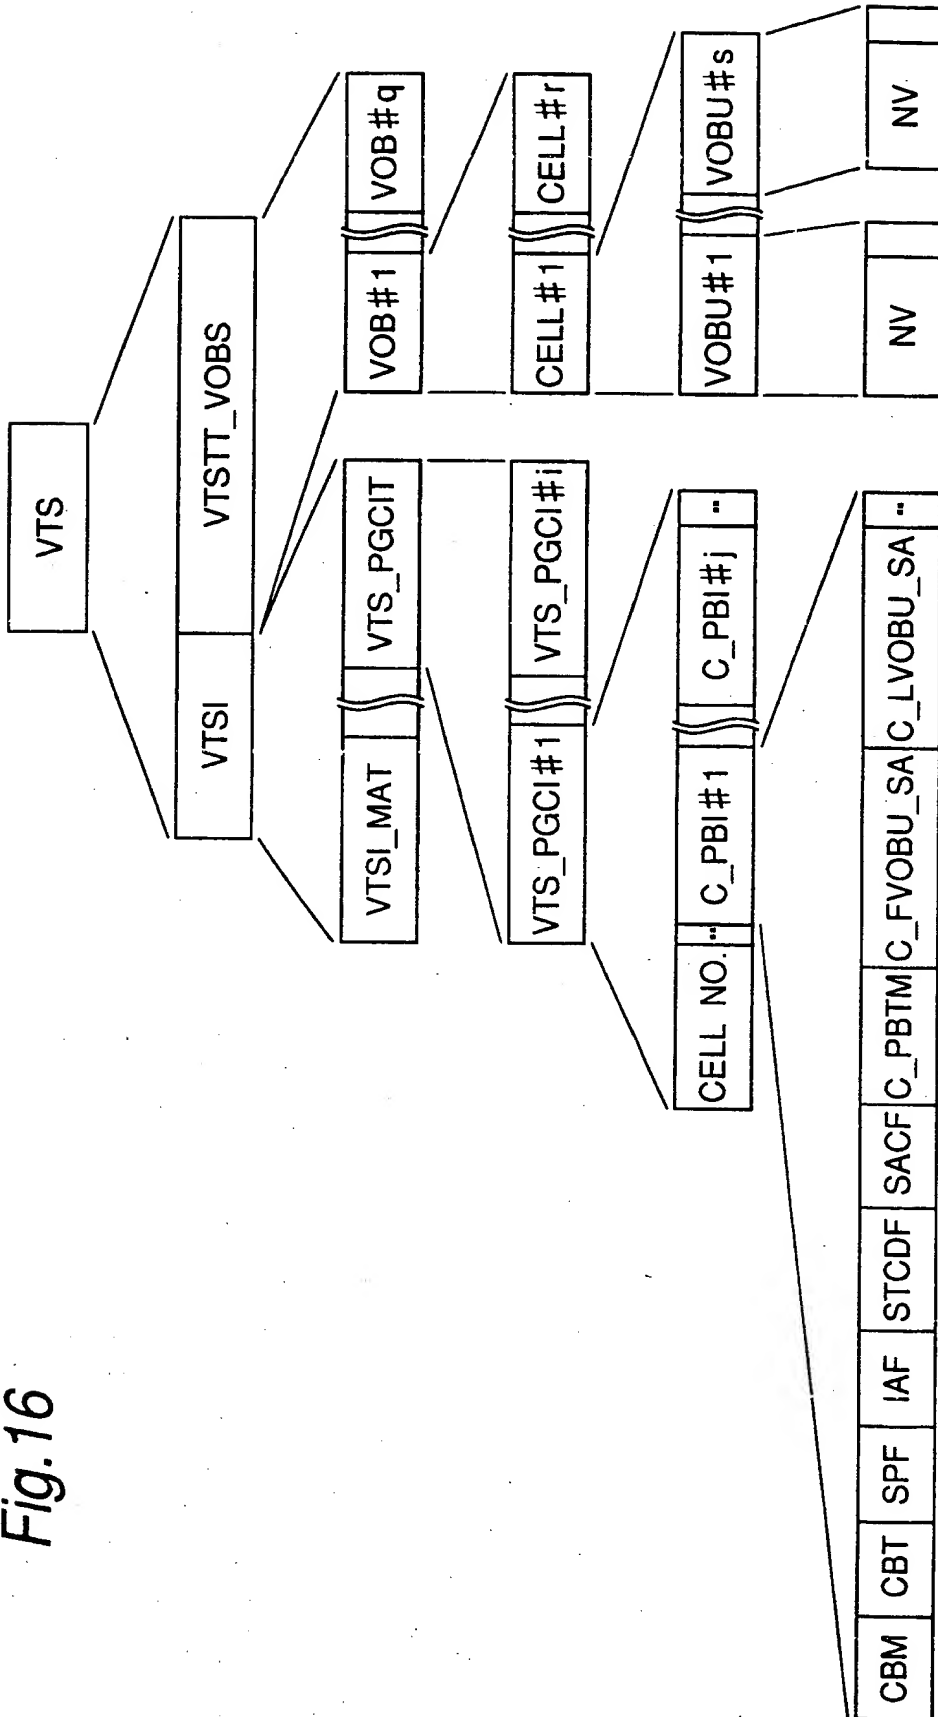 Fig.16
VTS
VTSI VTSTT_VOBS
VTSI_MAT VTS_PGCIT VOB#1 VOB#q
VTS_PGCI#1 VTS_PGCI#i CELL#1 CELL#r
CELL NO. .. C_PBI#1 C_PBI#j .. VOBU#1 VOBU#s
CBM CBT SPF IAF STCDF SACF C_PBTM C_FVOBU_SA C_LVOBU_SA .. NV NV